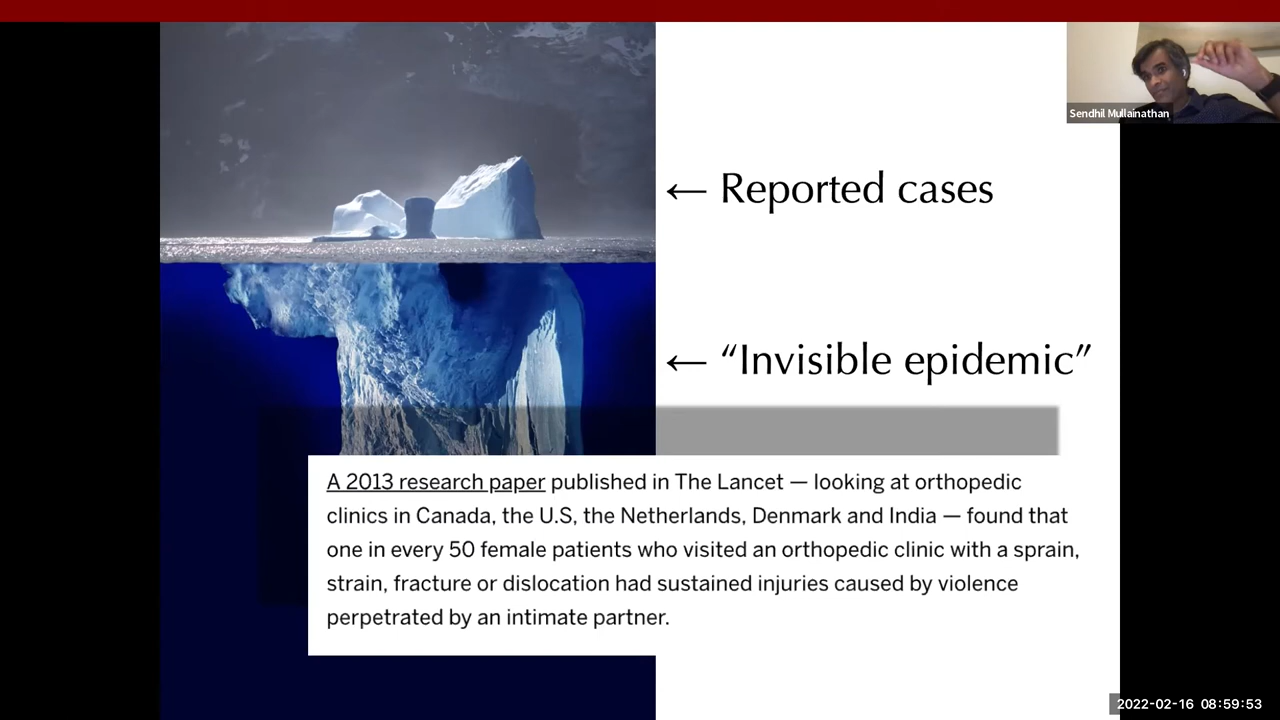 Sendhil Mullainathan
← Reported cases
← “Invisible epidemic”
A 2013 research paper published in The Lancet — looking at orthopedic
clinics in Canada, the U.S, the Netherlands, Denmark and India — found that
one in every 50 female patients who visited an orthopedic clinic with a sprain,
strain, fracture or dislocation had sustained injuries caused by violence
perpetrated by an intimate partner.
2022-02-16 08:59:53